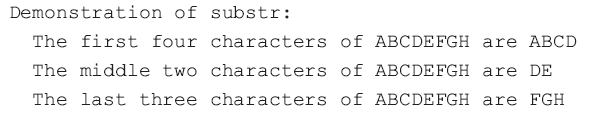 Demonstration of substr:
The first four characters of ABCDEFGH are ABCD
The middle two characters of ABCDEFGH are DE
The last three characters of ABCDEFGH are FGH